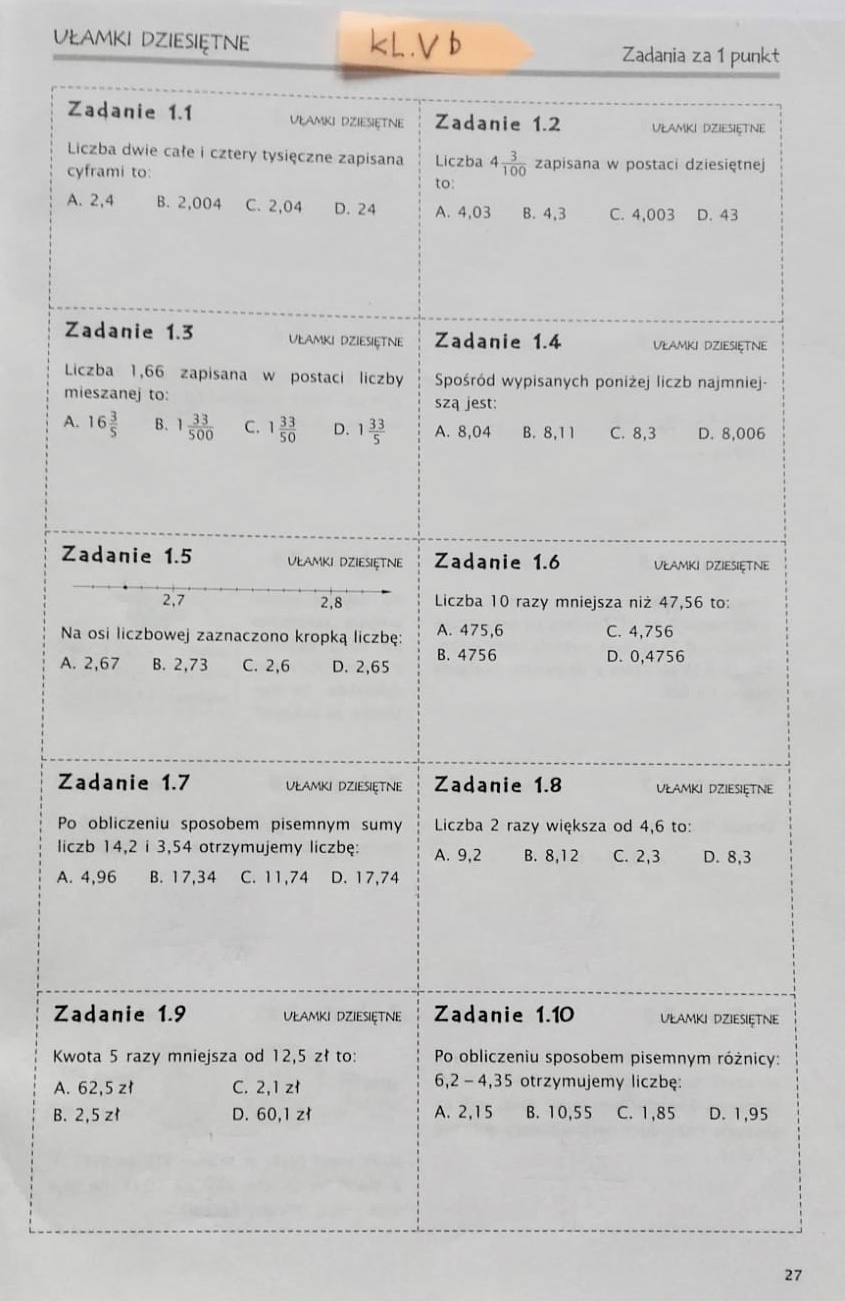 UŁAMKI DZIESIĘTNE
KL.Vb
Zadania za 1 punkt
Zadanie 1.1
UŁAMKI DZIESIĘTNE
Liczba dwie całe i cztery tysięczne zapisana
cyframi to:
A. 2,4 B. 2,004 C. 2,04 D. 24
Zadanie 1.2
UŁAMKI DZIESIĘTNE
Liczba 4 3/100 zapisana w postaci dziesiętnej
to:
A. 4,03 B. 4,3 C. 4,003 D. 43
Zadanie 1.3
UŁAMKI DZIESIĘTNE
Liczba 1,66 zapisana w postaci liczby
mieszanej to:
A. 16 3/5 B. 1 33/500 C. 1 33/50 D. 1 33/5
Zadanie 1.4
UŁAMKI DZIESIĘTNE
Spośród wypisanych poniżej liczb najmniej-
szą jest:
A. 8,04 B. 8,11 C. 8,3 D. 8,006
Zadanie 1.5
UŁAMKI DZIESIĘTNE
2,7 2,8
Na osi liczbowej zaznaczono kropką liczbę:
A. 2,67 B. 2,73 C. 2,6 D. 2,65
Zadanie 1.6
UŁAMKI DZIESIĘTNE
Liczba 10 razy mniejsza niż 47,56 to:
A. 475,6 C. 4,756
B. 4756 D. 0,4756
Zadanie 1.7
UŁAMKI DZIESIĘTNE
Po obliczeniu sposobem pisemnym sumy
liczb 14,2 i 3,54 otrzymujemy liczbę:
A. 4,96 B. 17,34 C. 11,74 D. 17,74
Zadanie 1.8
UŁAMKI DZIESIĘTNE
Liczba 2 razy większa od 4,6 to:
A. 9,2 B. 8,12 C. 2,3 D. 8,3
Zadanie 1.9
UŁAMKI DZIESIĘTNE
Kwota 5 razy mniejsza od 12,5 zł to:
A. 62,5 zł C. 2,1 zł
B. 2,5 zł D. 60,1 zł
Zadanie 1.10
UŁAMKI DZIESIĘTNE
Po obliczeniu sposobem pisemnym różnicy:
6,2 – 4,35 otrzymujemy liczbę:
A. 2,15 B. 10,55 C. 1,85 D. 1,95
27